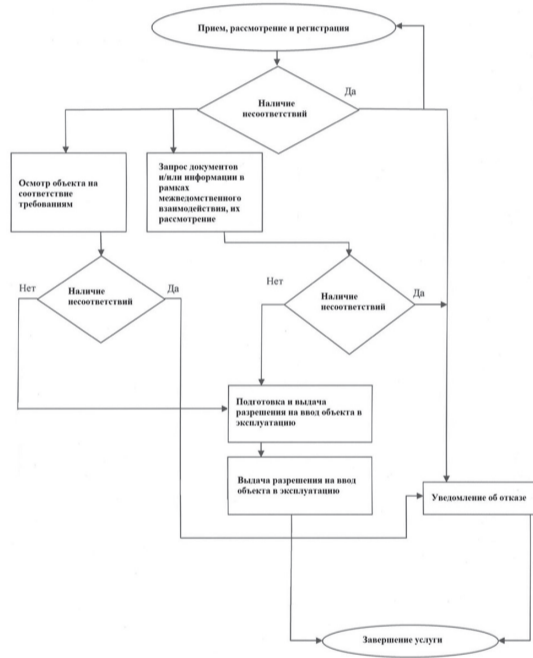 Прием, рассмотрение и регистрация
Да
Наличие
несоответствий
Осмотр объекта на
соответствие
требованиям
Запрос документов
и/или информации в
рамках
межведомственного
взаимодействия, их
рассмотрение
Нет
Наличие
несоответствий
Да
Нет
Наличие
несоответствий
Да
Подготовка и выдача
разрешения на ввод объекта в
эксплуатацию
Выдача разрешения на ввод
объекта в эксплуатацию
Уведомление об отказе
Завершение услуги